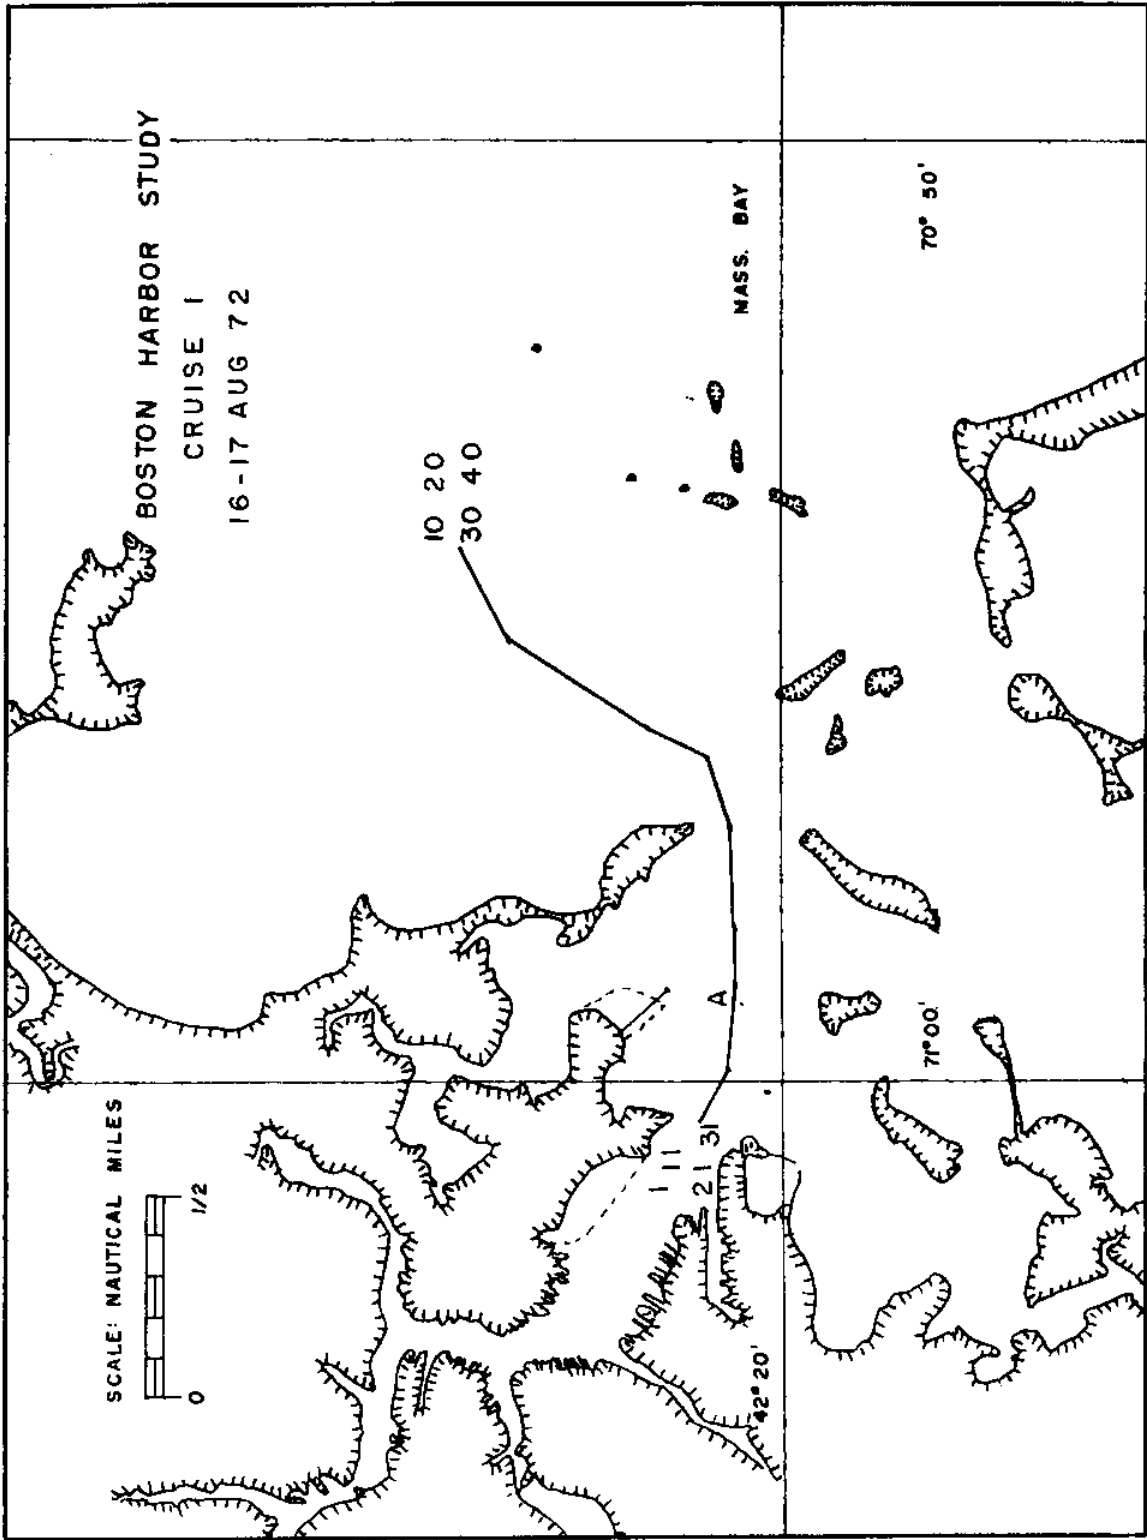 BOSTON HARBOR STUDY
CRUISE 1
16-17 AUG 72
SCALE: NAUTICAL MILES
0 1/2
10 20
30 40
1 11
21 31
A
MASS. BAY
42° 20'
71° 00'
70° 50'